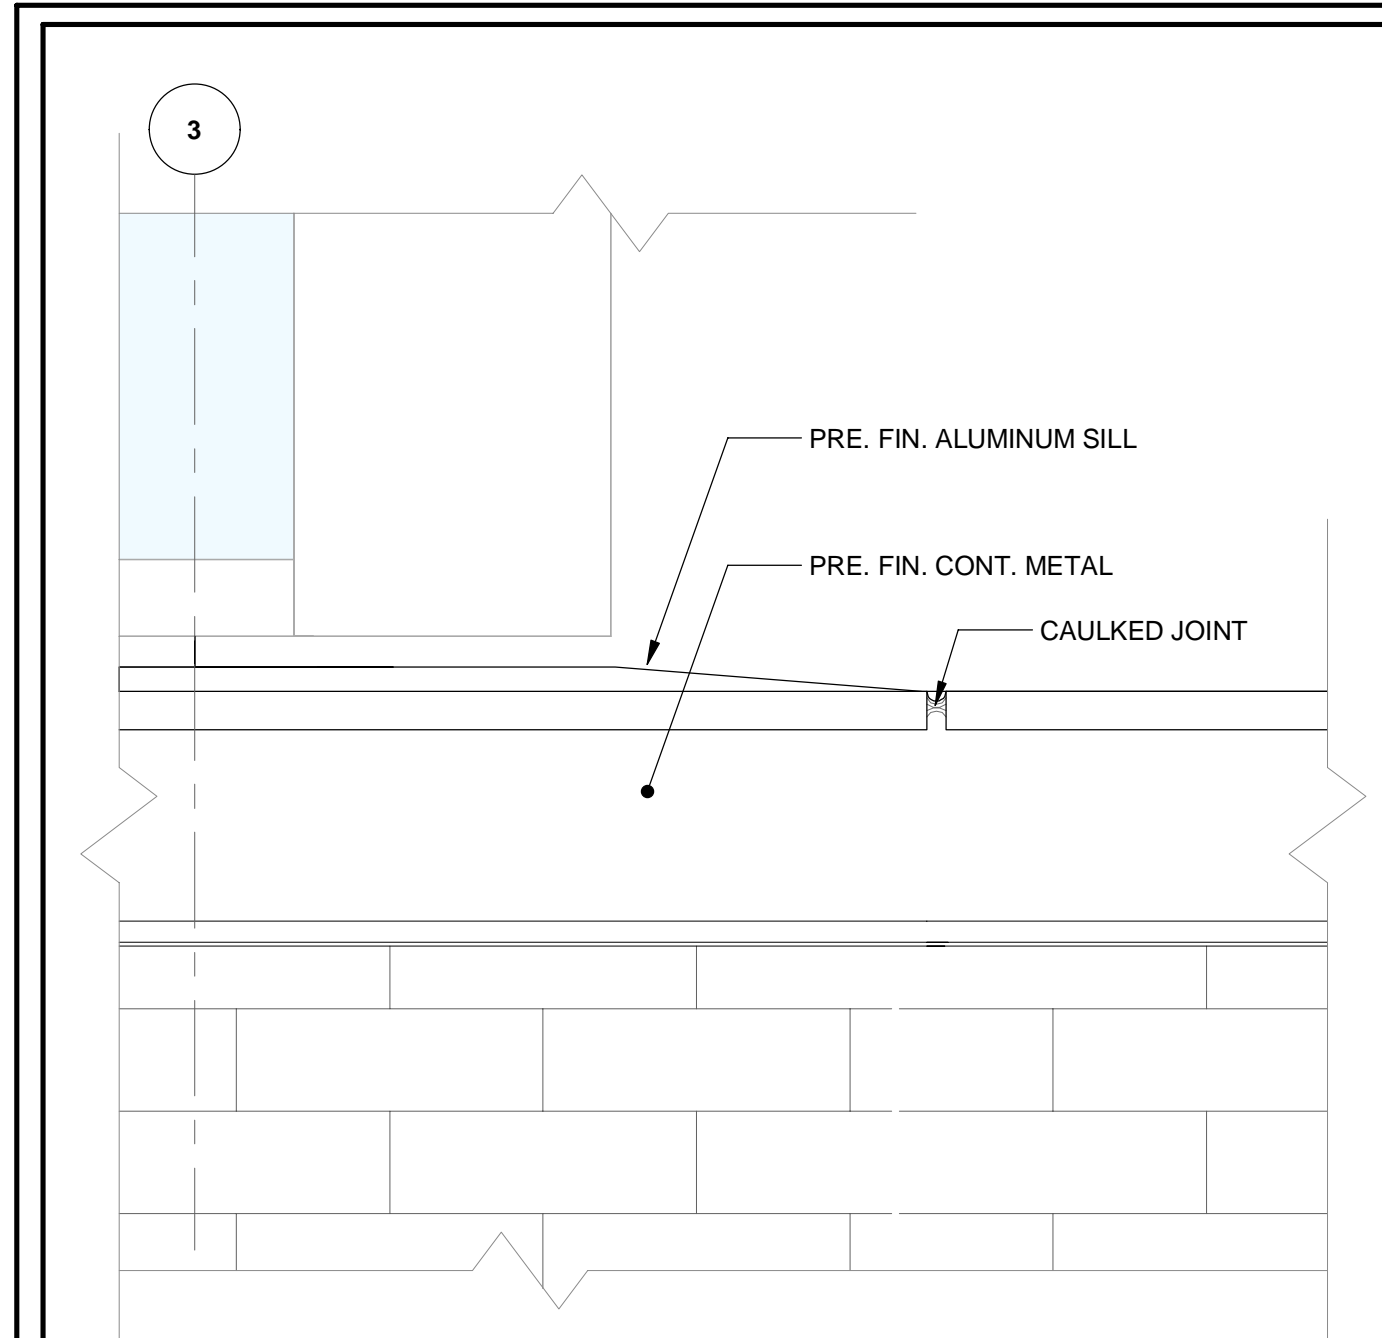 3
PRE. FIN. ALUMINUM SILL
PRE. FIN. CONT. METAL
CAULKED JOINT